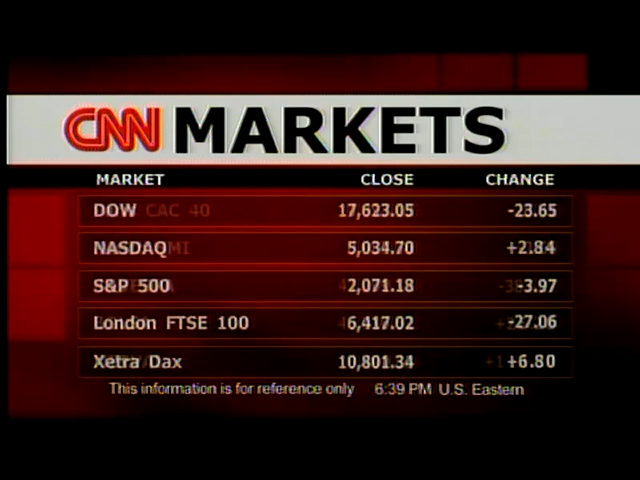 CNN MARKETS
MARKET CLOSE CHANGE
DOW CAC 40 17,623.05 -23.65
NASDAQ 5,034.70 +2.84
S&P 500 2,071.18 -3.97
London FTSE 100 6,417.02 -27.06
Xetra Dax 10,801.34 +6.80
This information is for reference only 6:39 PM U.S. Eastern